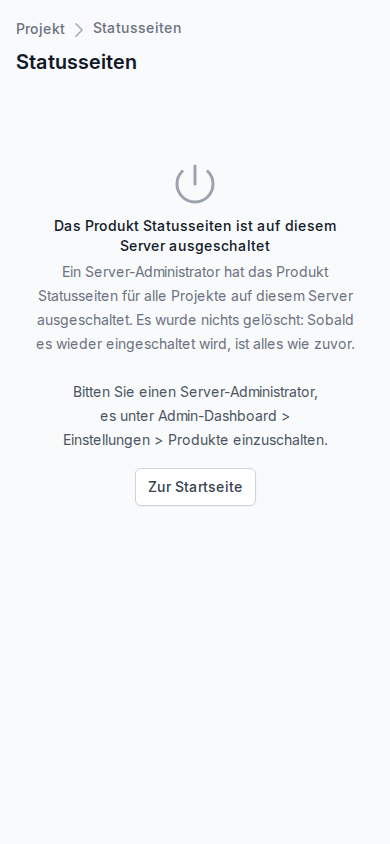 Projekt > Statusseiten
Statusseiten
Das Produkt Statusseiten ist auf diesem
Server ausgeschaltet
Ein Server-Administrator hat das Produkt
Statusseiten für alle Projekte auf diesem Server
ausgeschaltet. Es wurde nichts gelöscht: Sobald
es wieder eingeschaltet wird, ist alles wie zuvor.
Bitten Sie einen Server-Administrator,
es unter Admin-Dashboard >
Einstellungen > Produkte einzuschalten.
Zur Startseite